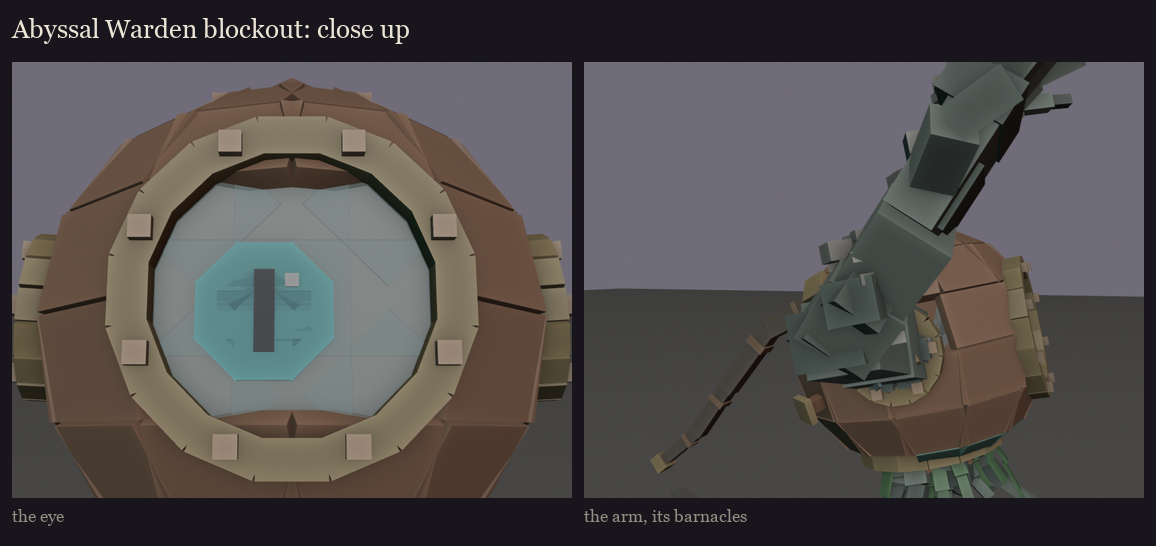 Abyssal Warden blockout: close up
the eye
the arm, its barnacles